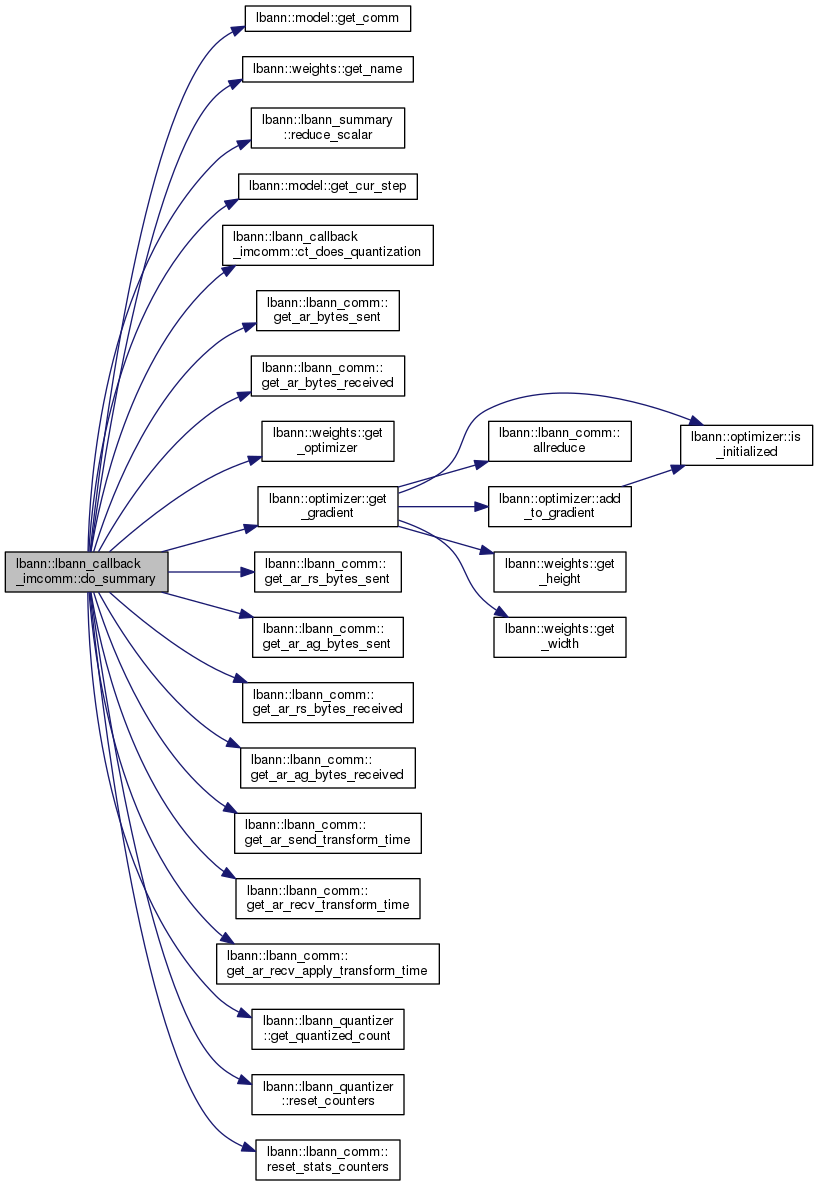 lbann::model::get_comm
lbann::weights::get_name
lbann::lbann_summary
::reduce_scalar
lbann::model::get_cur_step
lbann::lbann_callback
_imcomm::ct_does_quantization
lbann::lbann_comm::
get_ar_bytes_sent
lbann::lbann_comm::
get_ar_bytes_received
lbann::weights::get
_optimizer
lbann::optimizer::get
_gradient
lbann::lbann_comm::
allreduce
lbann::optimizer::is
_initialized
lbann::optimizer::add
_to_gradient
lbann::weights::get
_height
lbann::weights::get
_width
lbann::lbann_callback
_imcomm::do_summary
lbann::lbann_comm::
get_ar_rs_bytes_sent
lbann::lbann_comm::
get_ar_ag_bytes_sent
lbann::lbann_comm::
get_ar_rs_bytes_received
lbann::lbann_comm::
get_ar_ag_bytes_received
lbann::lbann_comm::
get_ar_send_transform_time
lbann::lbann_comm::
get_ar_recv_transform_time
lbann::lbann_comm::
get_ar_recv_apply_transform_time
lbann::lbann_quantizer
::get_quantized_count
lbann::lbann_quantizer
::reset_counters
lbann::lbann_comm::
reset_stats_counters